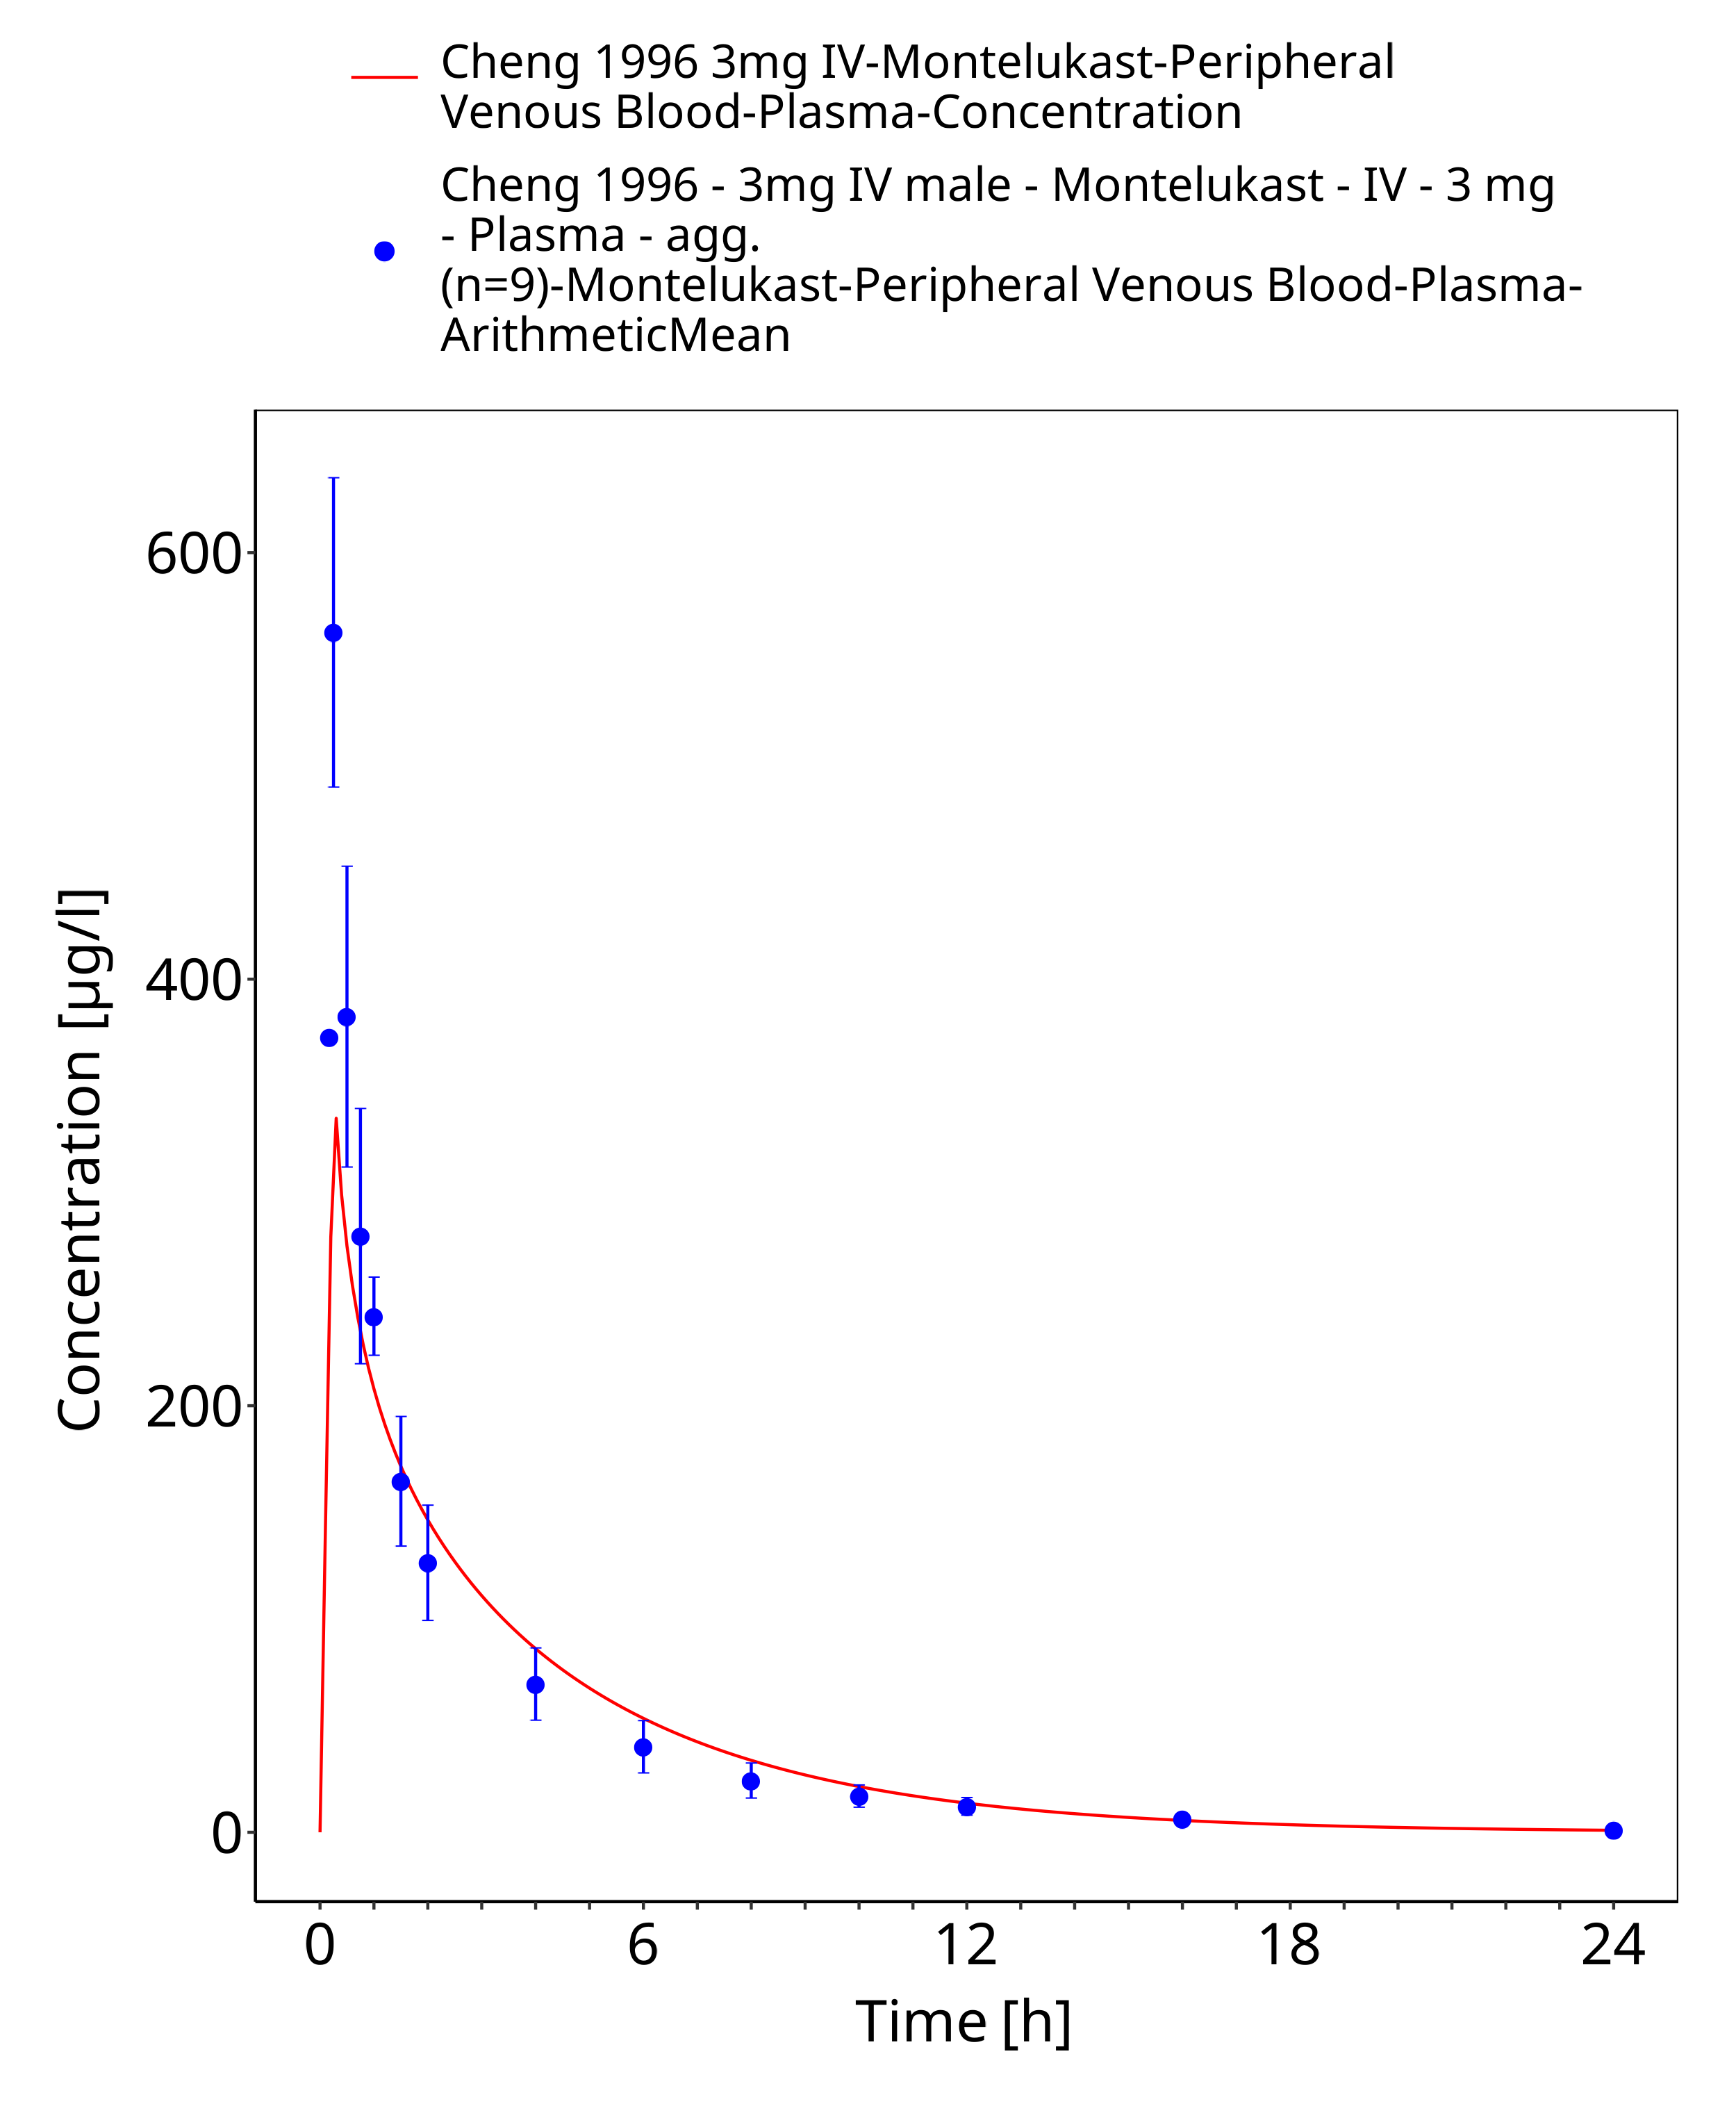 Cheng 1996 3mg IV-Montelukast-Peripheral
Venous Blood-Plasma-Concentration
Cheng 1996 - 3mg IV male - Montelukast - IV - 3 mg
- Plasma - agg.
(n=9)-Montelukast-Peripheral Venous Blood-Plasma-
ArithmeticMean
600
400
200
0
Concentration [µg/l]
0 6 12 18 24
Time [h]